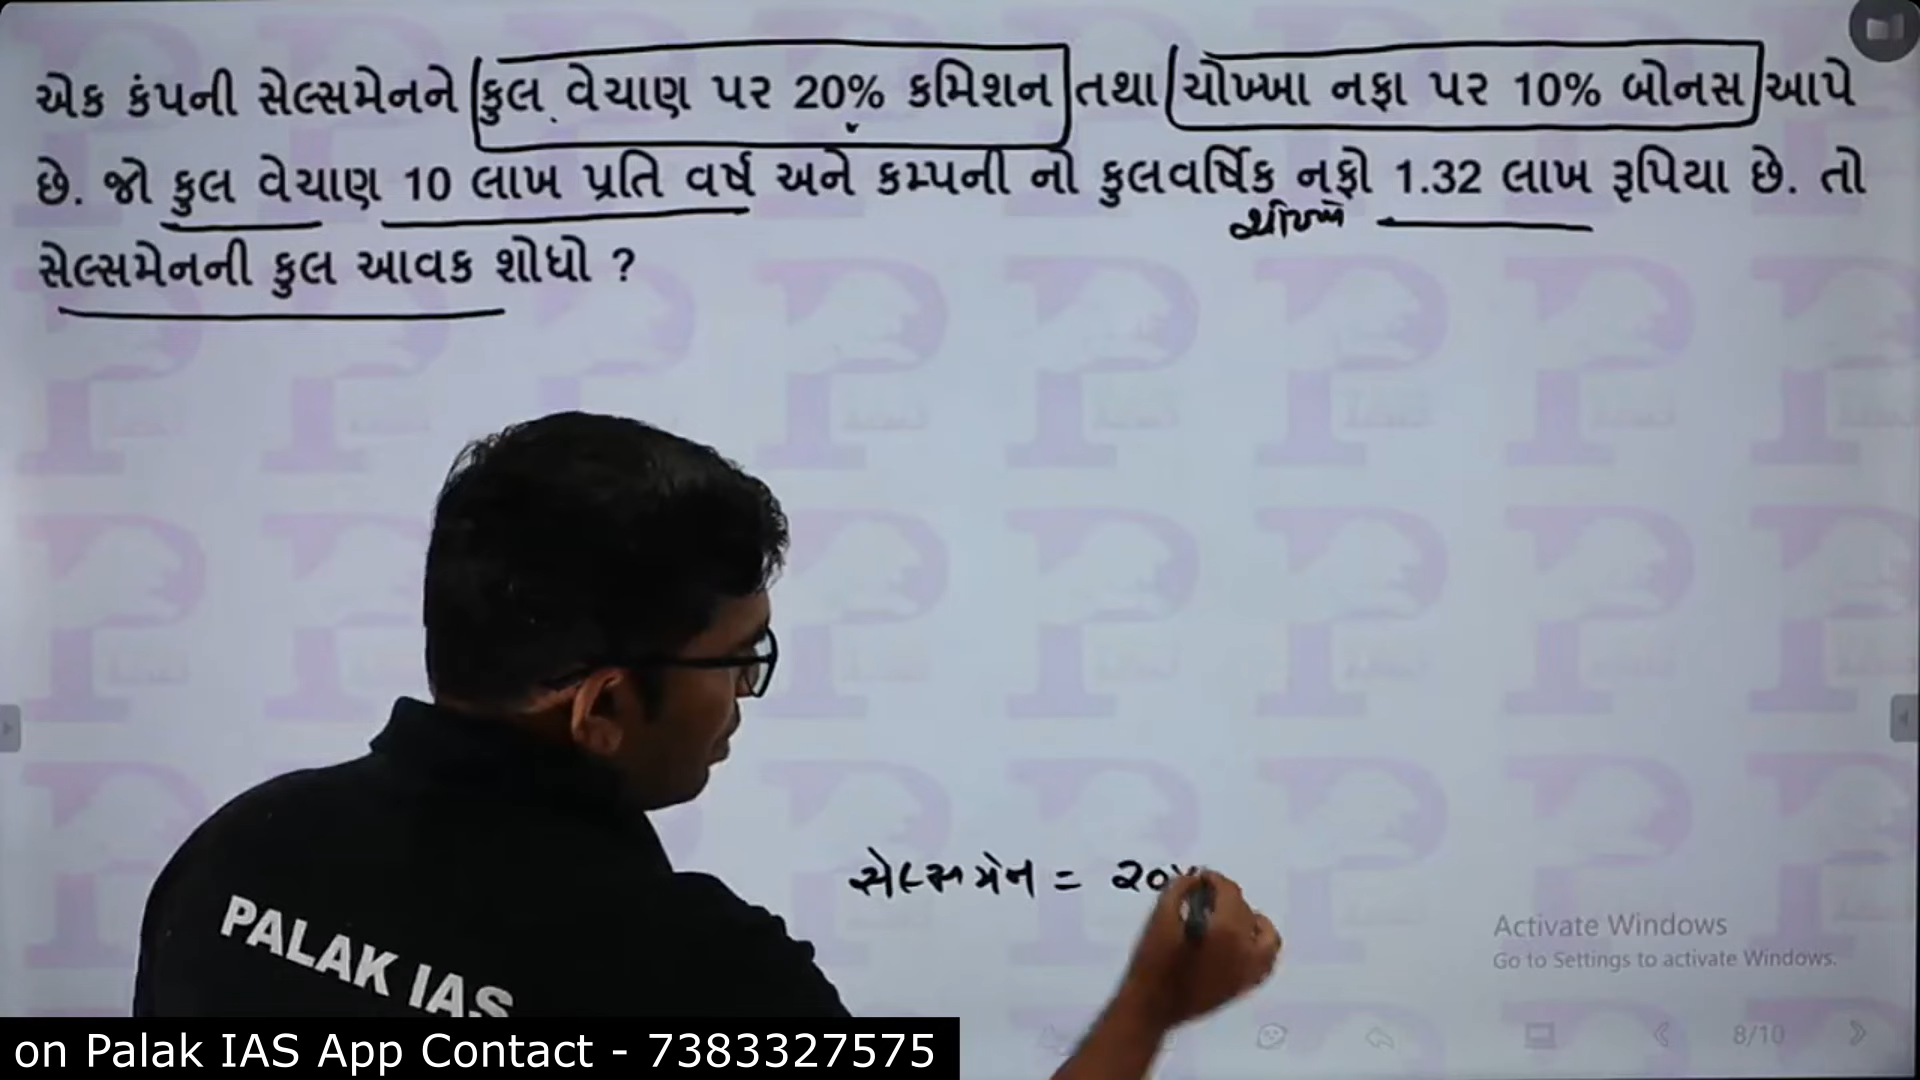 એક કંપની સેલ્સમેનને કુલ વેચાણ પર 20% કમિશન તથા ચોખ્ખા નફા પર 10% બોનસ આપે
છે. જો કુલ વેચાણ 10 લાખ પ્રતિ વર્ષ અને કમ્પની નો કુલવર્ષિક નફો 1.32 લાખ રૂપિયા છે. તો
સેલ્સમેનની કુલ આવક શોધો ?
સેલ્સમેન = ૨૦
PALAK IAS
Activate Windows
Go to Settings to activate Windows.
8/10
on Palak IAS App Contact - 7383327575